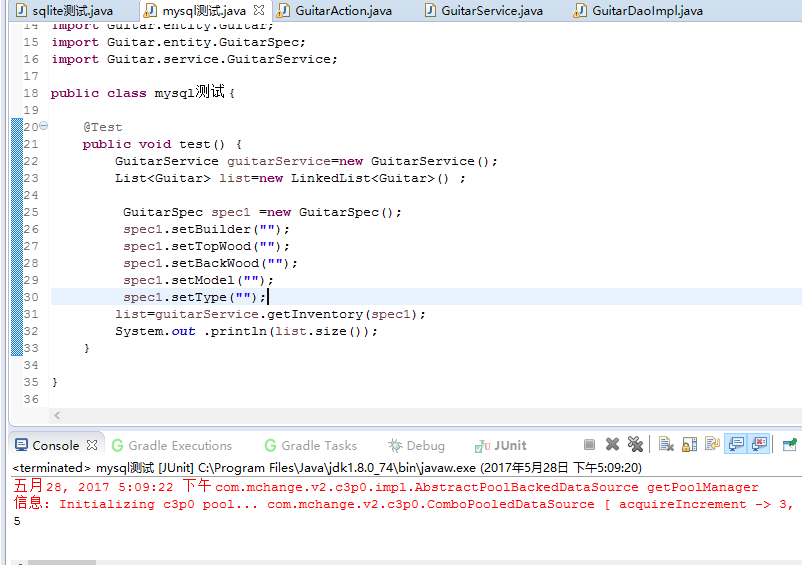 sqlite测试.java mysql测试.java GuitarAction.java GuitarService.java GuitarDaoImpl.java
14 import Guitar.entity.Guitar;
15 import Guitar.entity.GuitarSpec;
16 import Guitar.service.GuitarService;
17
18 public class mysql测试 {
19
20 @Test
21 public void test() {
22 GuitarService guitarService=new GuitarService();
23 List<Guitar> list=new LinkedList<Guitar>() ;
24
25 GuitarSpec spec1 =new GuitarSpec();
26 spec1.setBuilder("");
27 spec1.setTopWood("");
28 spec1.setBackWood("");
29 spec1.setModel("");
30 spec1.setType("");
31 list=guitarService.getInventory(spec1);
32 System.out .println(list.size());
33 }
34
35 }
36
Console Gradle Executions Gradle Tasks Debug JUnit
<terminated> mysql测试 [JUnit] C:\Program Files\Java\jdk1.8.0_74\bin\javaw.exe (2017年5月28日 下午5:09:20)
五月 28, 2017 5:09:22 下午 com.mchange.v2.c3p0.impl.AbstractPoolBackedDataSource getPoolManager
信息: Initializing c3p0 pool... com.mchange.v2.c3p0.ComboPooledDataSource [ acquireIncrement -> 3,
5